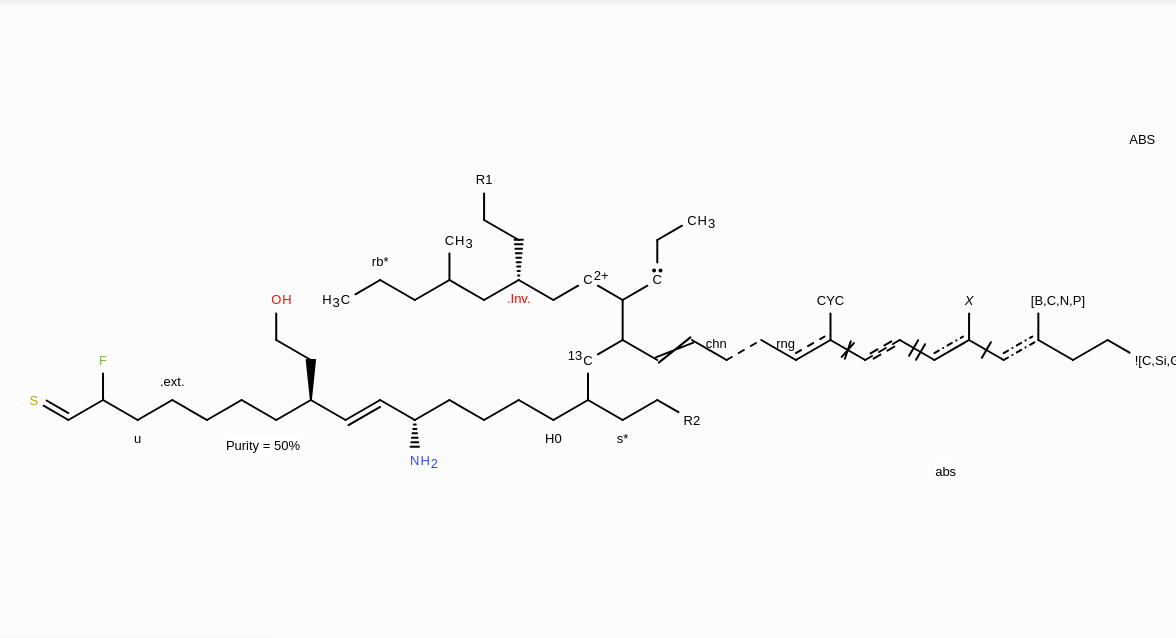 ABS
R1
CH3
CH3
rb*
C2+
C
H3C
.Inv.
OH
CYC
X
[B,C,N,P]
chn
rng
13C
![C,Si,G
F
.ext.
S
R2
u
Purity = 50%
H0
s*
NH2
abs